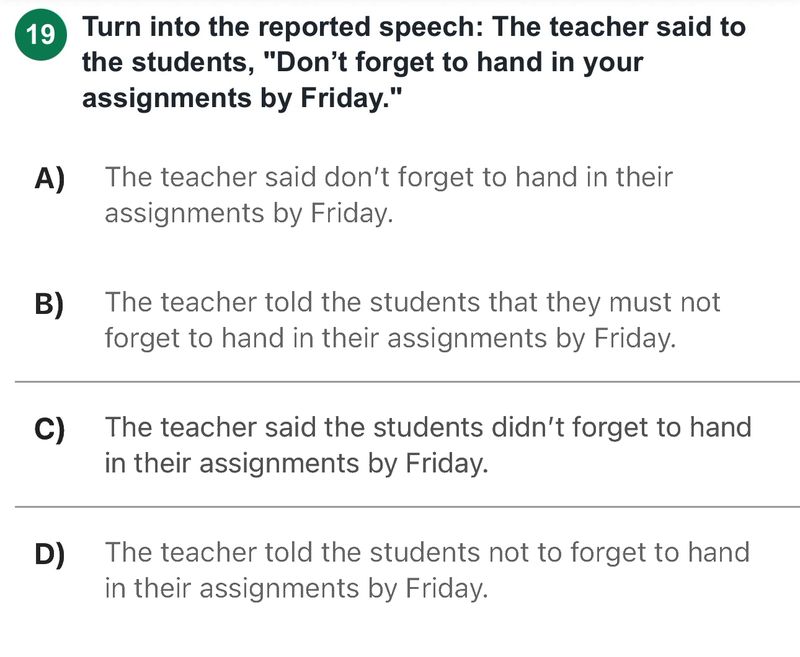 19 Turn into the reported speech: The teacher said to
the students, "Don’t forget to hand in your
assignments by Friday."
A) The teacher said don’t forget to hand in their
assignments by Friday.
B) The teacher told the students that they must not
forget to hand in their assignments by Friday.
C) The teacher said the students didn’t forget to hand
in their assignments by Friday.
D) The teacher told the students not to forget to hand
in their assignments by Friday.